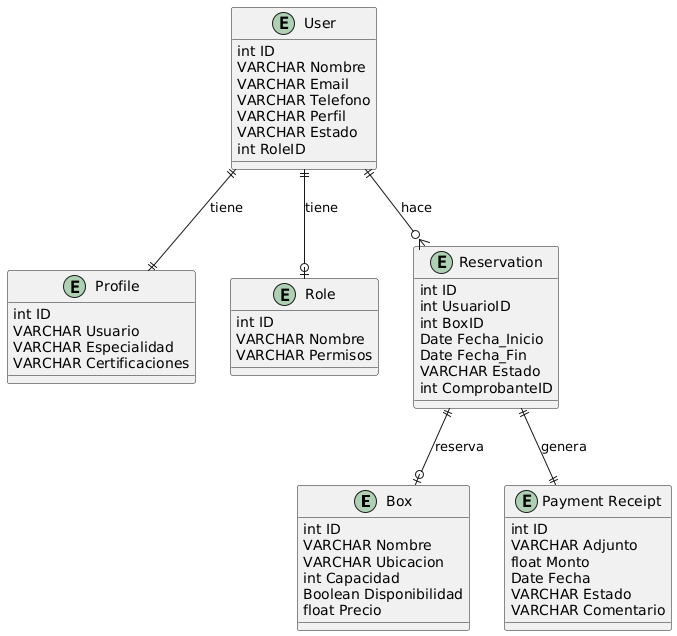 E User
int ID
VARCHAR Nombre
VARCHAR Email
VARCHAR Telefono
VARCHAR Perfil
VARCHAR Estado
int RoleID
tiene
tiene
hace
E Profile
int ID
VARCHAR Usuario
VARCHAR Especialidad
VARCHAR Certificaciones
E Role
int ID
VARCHAR Nombre
VARCHAR Permisos
E Reservation
int ID
int UsuarioID
int BoxID
Date Fecha_Inicio
Date Fecha_Fin
VARCHAR Estado
int ComprobanteID
reserva
genera
E Box
int ID
VARCHAR Nombre
VARCHAR Ubicacion
int Capacidad
Boolean Disponibilidad
float Precio
E Payment Receipt
int ID
VARCHAR Adjunto
float Monto
Date Fecha
VARCHAR Estado
VARCHAR Comentario